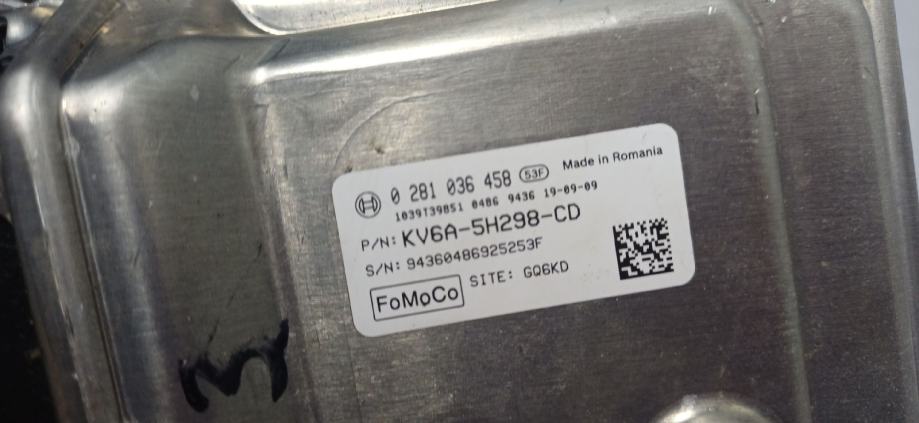 0 281 036 458 53F Made in Romania
1039T39851 0486 9436 19-09-09
P/N: KV6A-5H298-CD
S/N: 94360486925253F
FoMoCo SITE: GQ6KD
3